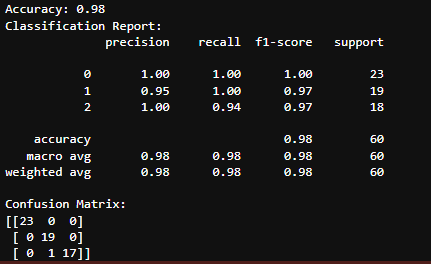 Accuracy: 0.98
Classification Report:
precision recall f1-score support
0 1.00 1.00 1.00 23
1 0.95 1.00 0.97 19
2 1.00 0.94 0.97 18
accuracy 0.98 60
macro avg 0.98 0.98 0.98 60
weighted avg 0.98 0.98 0.98 60
Confusion Matrix:
[[23 0 0]
[ 0 19 0]
[ 0 1 17]]